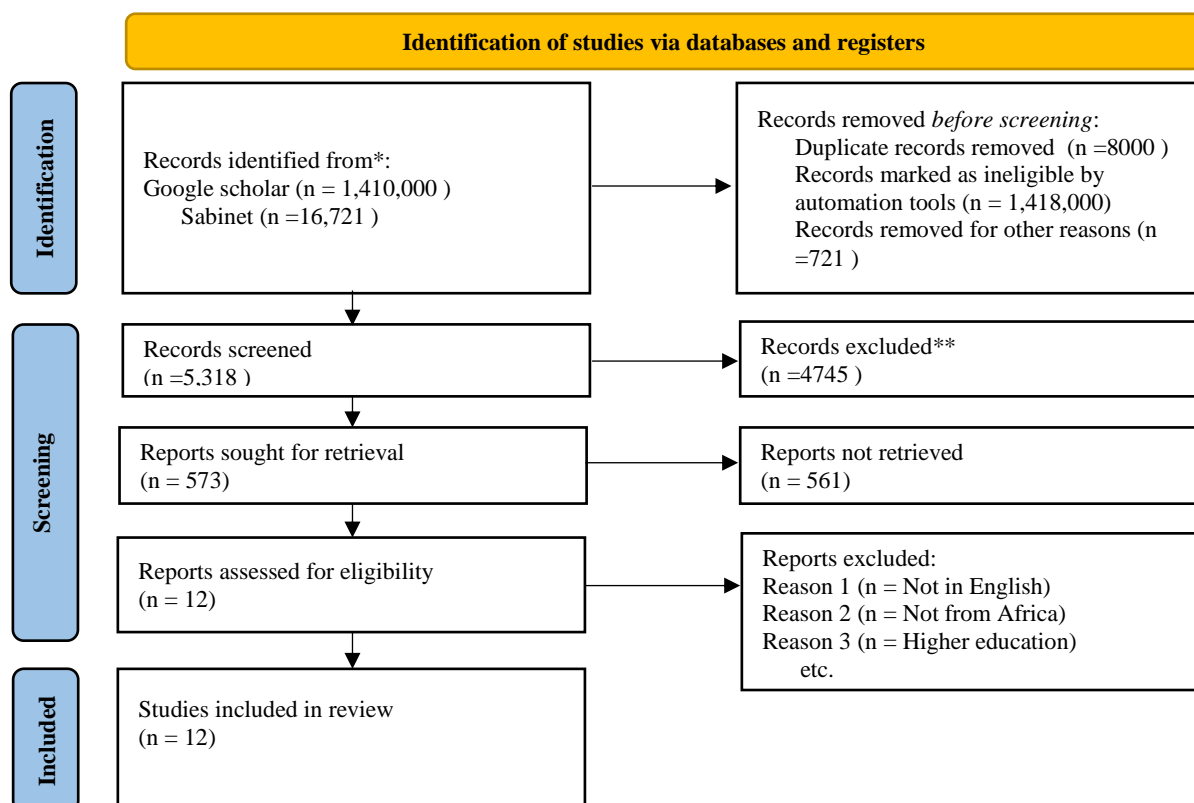 Identification of studies via databases and registers
Identification
Records identified from*:
Google scholar (n = 1,410,000 )
Sabinet (n =16,721 )
Records removed before screening:
Duplicate records removed  (n =8000 )
Records marked as ineligible by
automation tools (n = 1,418,000)
Records removed for other reasons (n
=721 )
Screening
Records screened
(n =5,318 )
Records excluded**
(n =4745 )
Reports sought for retrieval
(n = 573)
Reports not retrieved
(n = 561)
Reports assessed for eligibility
(n = 12)
Reports excluded:
Reason 1 (n = Not in English)
Reason 2 (n = Not from Africa)
Reason 3 (n = Higher education)
etc.
Included
Studies included in review
(n = 12)